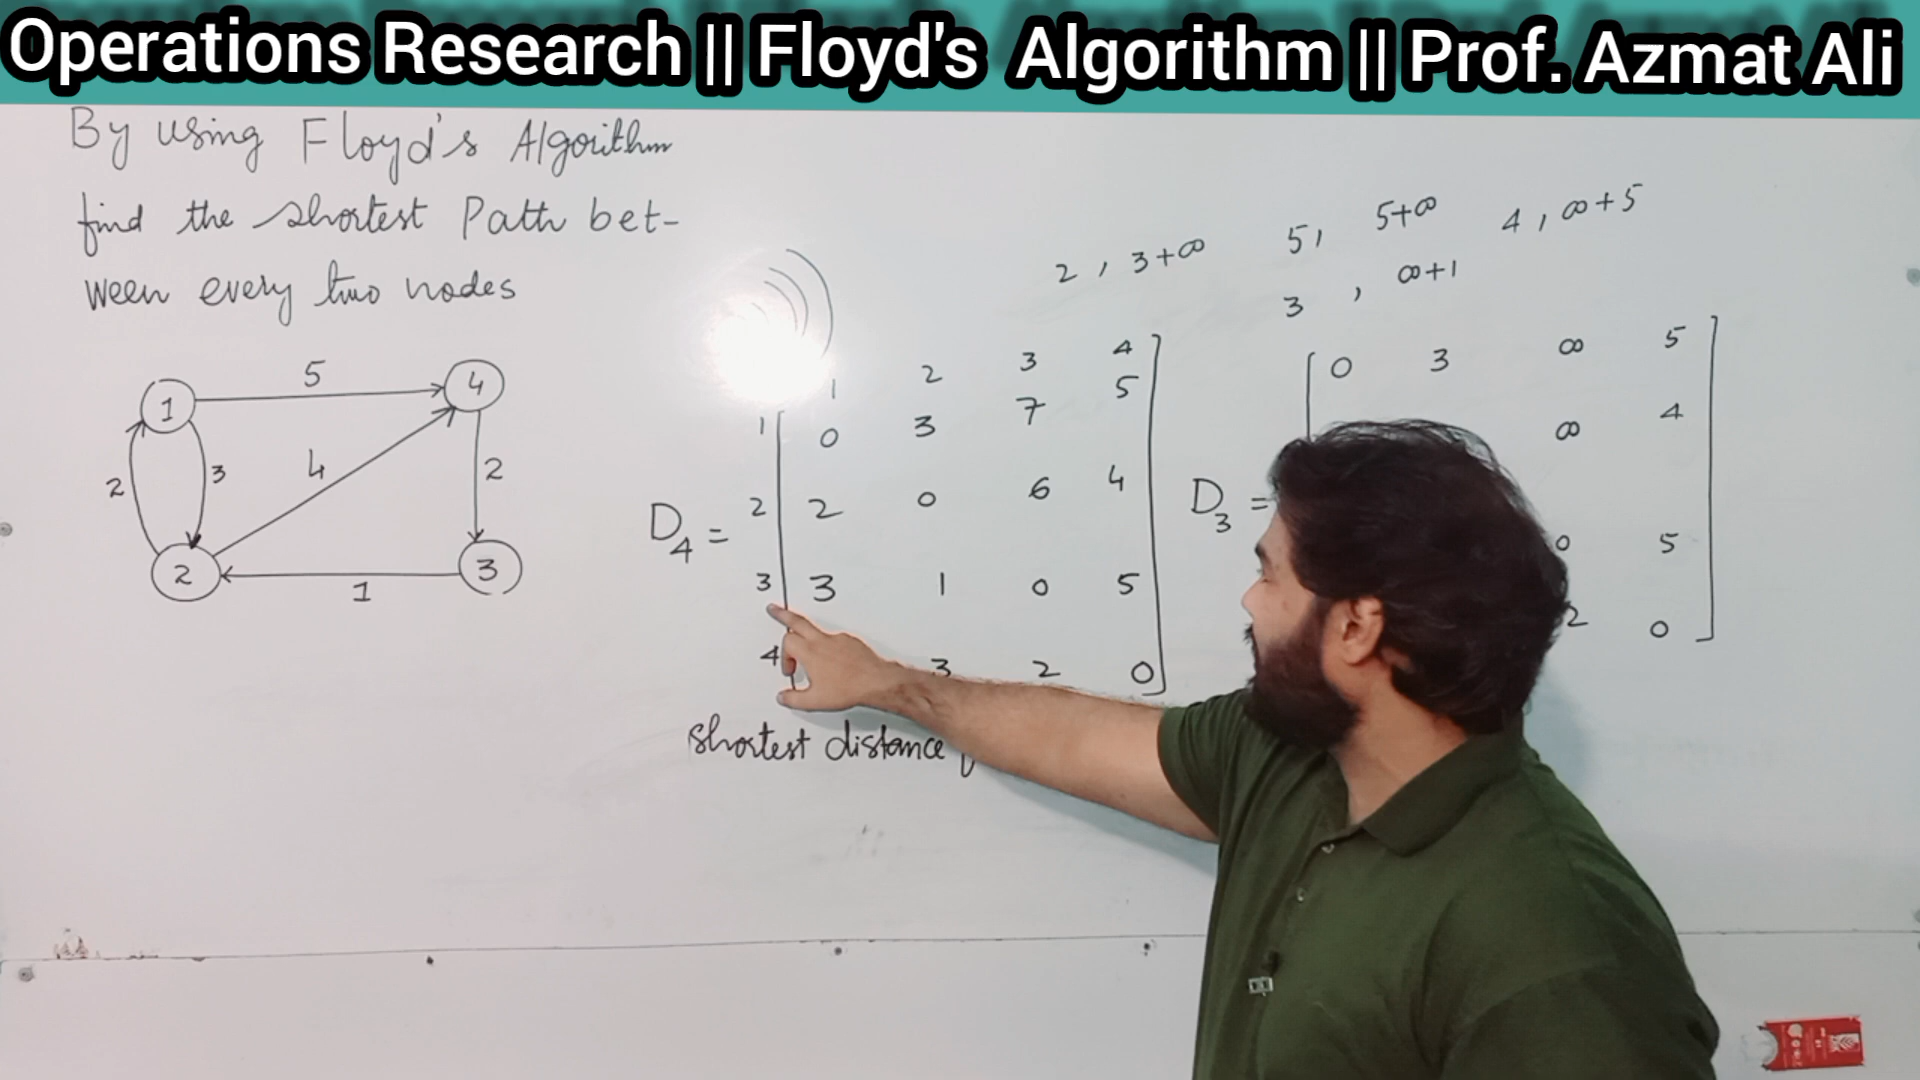 Operations Research || Floyd's Algorithm || Prof. Azmat Ali
By using Floyd's Algorithm
find the shortest Path bet-
ween every two nodes
2 , 3+∞
5, 5+∞
4 , ∞+5
3 , ∞+1
1
5
4
2
3
4
2
2
1
3
D4 =
1 2 3 4
1 0 3 7 5
2 2 0 6 4
3 3 1 0 5
4 3 2 0
D3 =
0 3 ∞ 5
∞ 4
0 5
2 0
shortest distance